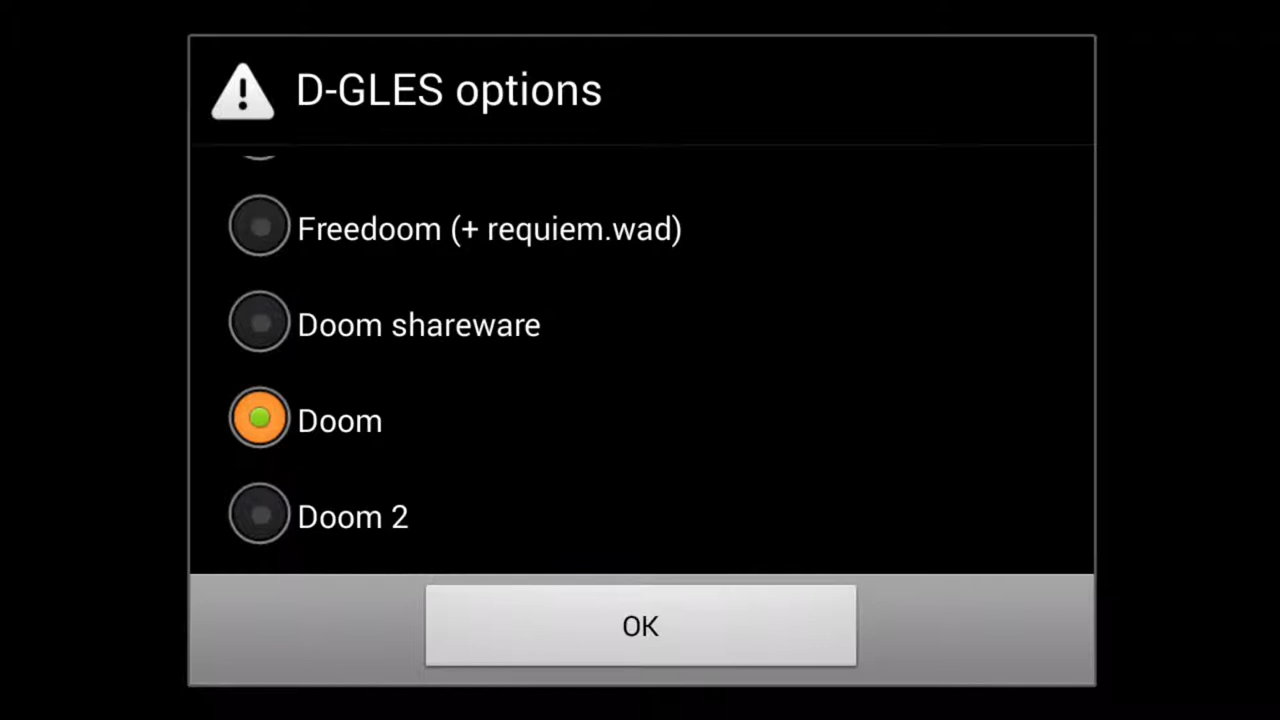 D-GLES options
Freedoom (+ requiem.wad)
Doom shareware
Doom
Doom 2
OK